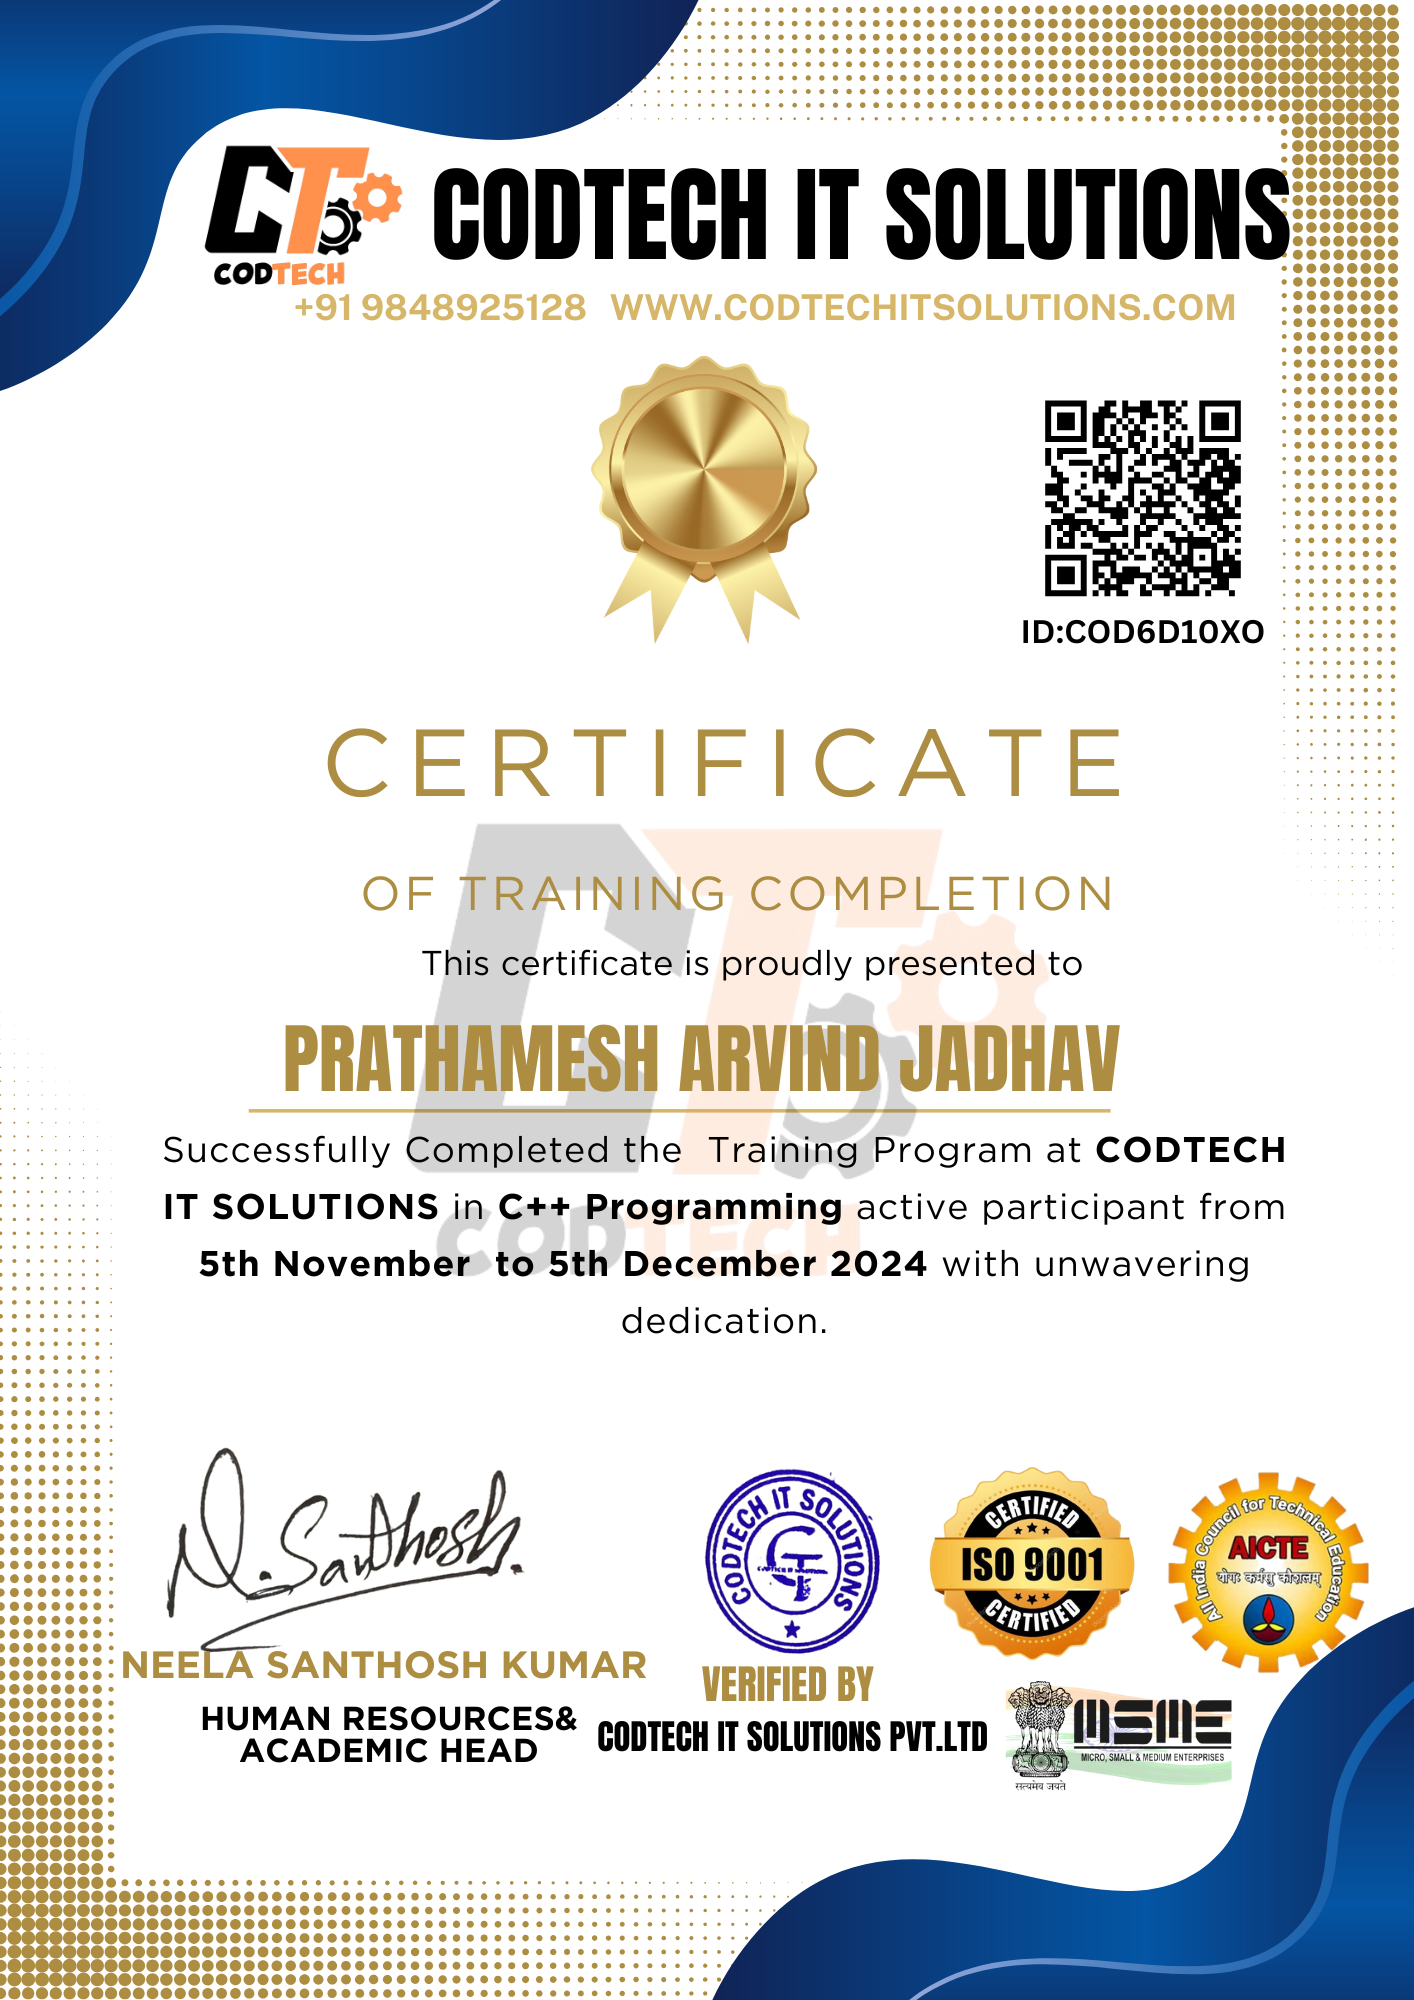 CT
CODTECH
CODTECH IT SOLUTIONS
+91 9848925128 WWW.CODTECHITSOLUTIONS.COM
ID:COD6D10XO
CERTIFICATE
OF TRAINING COMPLETION
This certificate is proudly presented to
PRATHAMESH ARVIND JADHAV
Successfully Completed the Training Program at CODTECH
IT SOLUTIONS in C++ Programming active participant from
5th November to 5th December 2024 with unwavering
dedication.
CODTECH
N.Santhosh.
NEELA SANTHOSH KUMAR
HUMAN RESOURCES&
ACADEMIC HEAD
CODTECH IT SOLUTIONS
VERIFIED BY
CODTECH IT SOLUTIONS PVT.LTD
CERTIFIED
ISO 9001
CERTIFIED
All India Council for Technical Education
AICTE
योगः कर्मसु कौशलम्
सत्यमेव जयते
MSME
MICRO, SMALL & MEDIUM ENTERPRISES